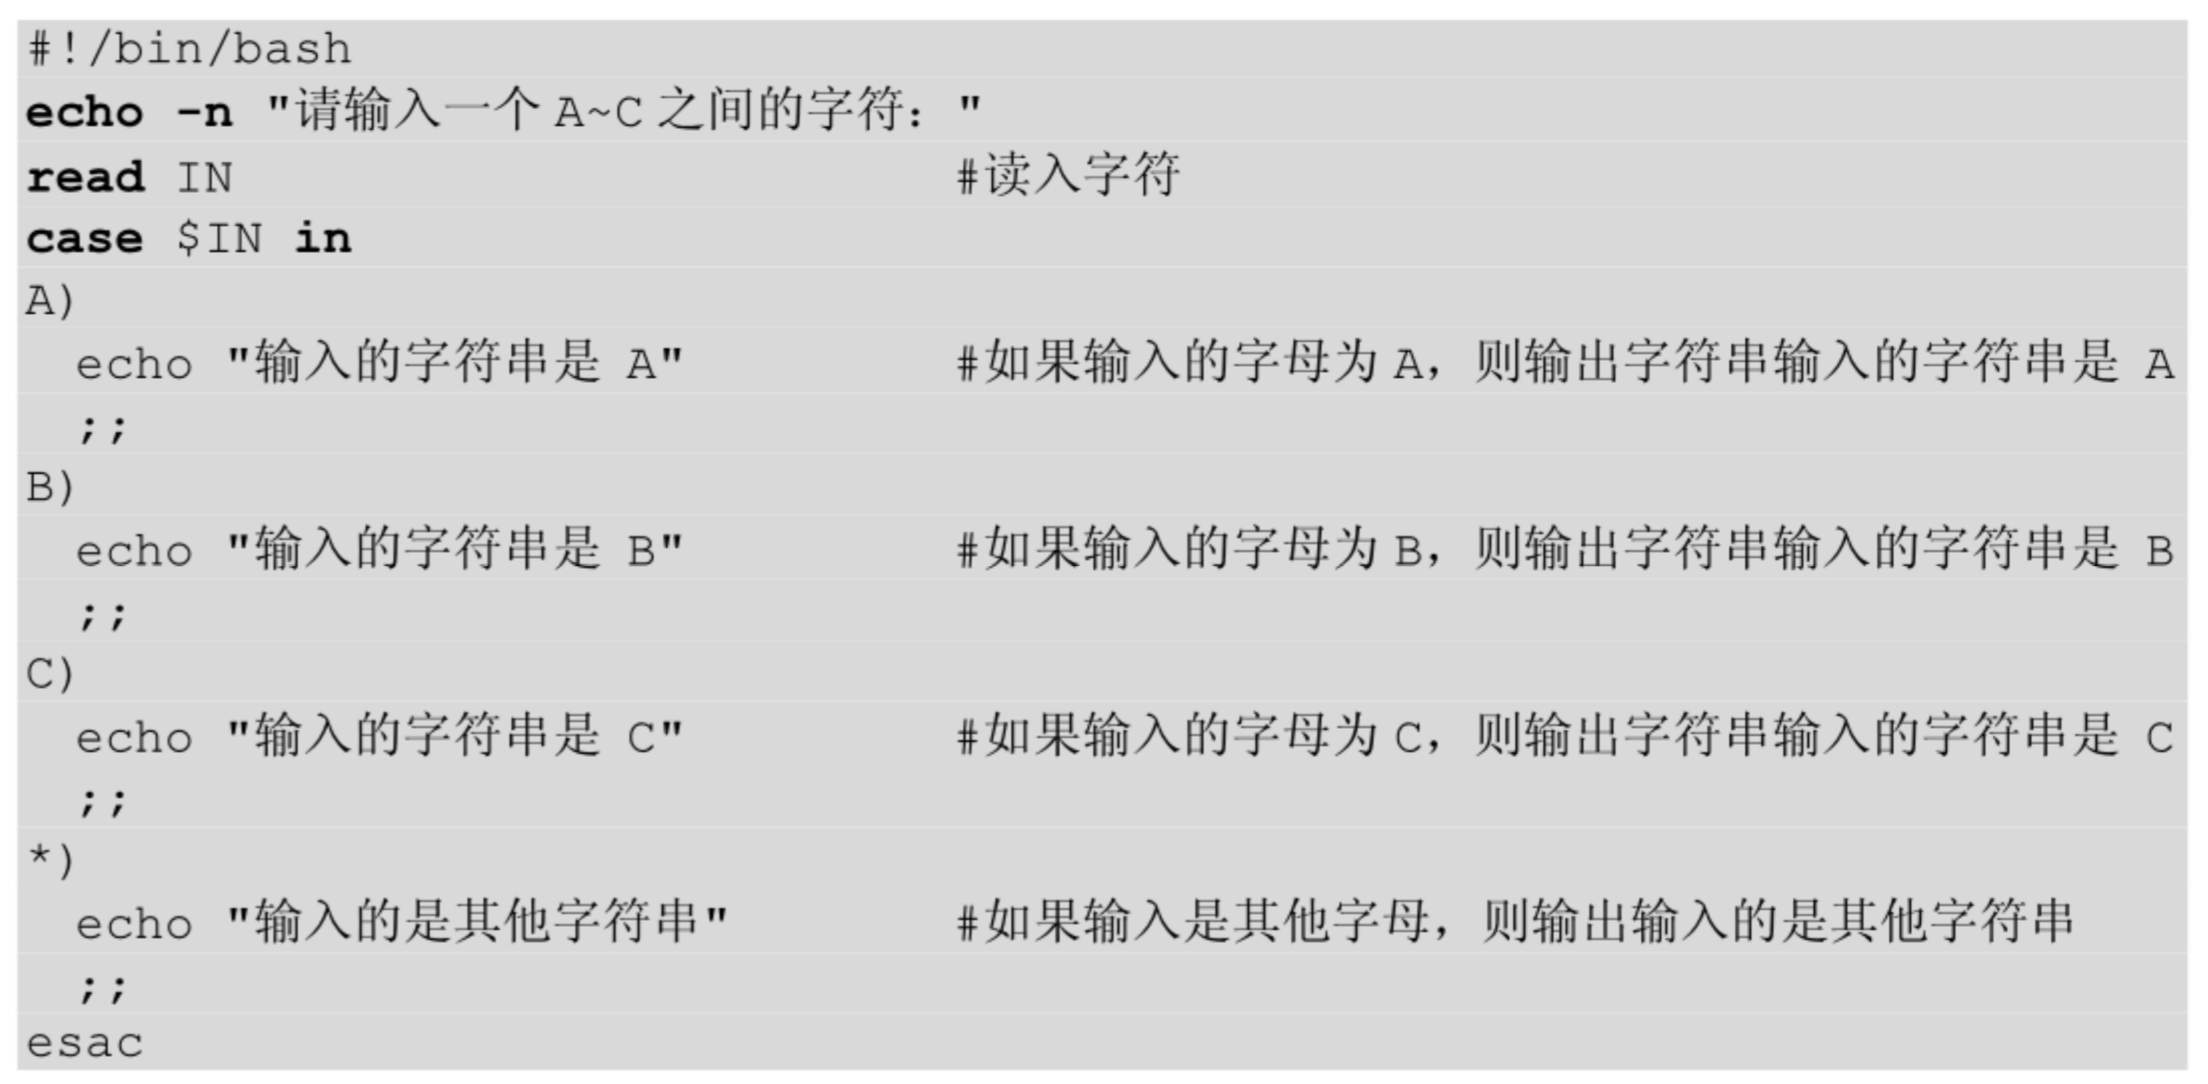 #!/bin/bash
echo -n "请输入一个 A~C 之间的字符："
read IN #读入字符
case $IN in
A)
echo "输入的字符串是 A" #如果输入的字母为 A，则输出字符串输入的字符串是 A
;;
B)
echo "输入的字符串是 B" #如果输入的字母为 B，则输出字符串输入的字符串是 B
;;
C)
echo "输入的字符串是 C" #如果输入的字母为 C，则输出字符串输入的字符串是 C
;;
*)
echo "输入的是其他字符串" #如果输入是其他字母，则输出输入的是其他字符串
;;
esac